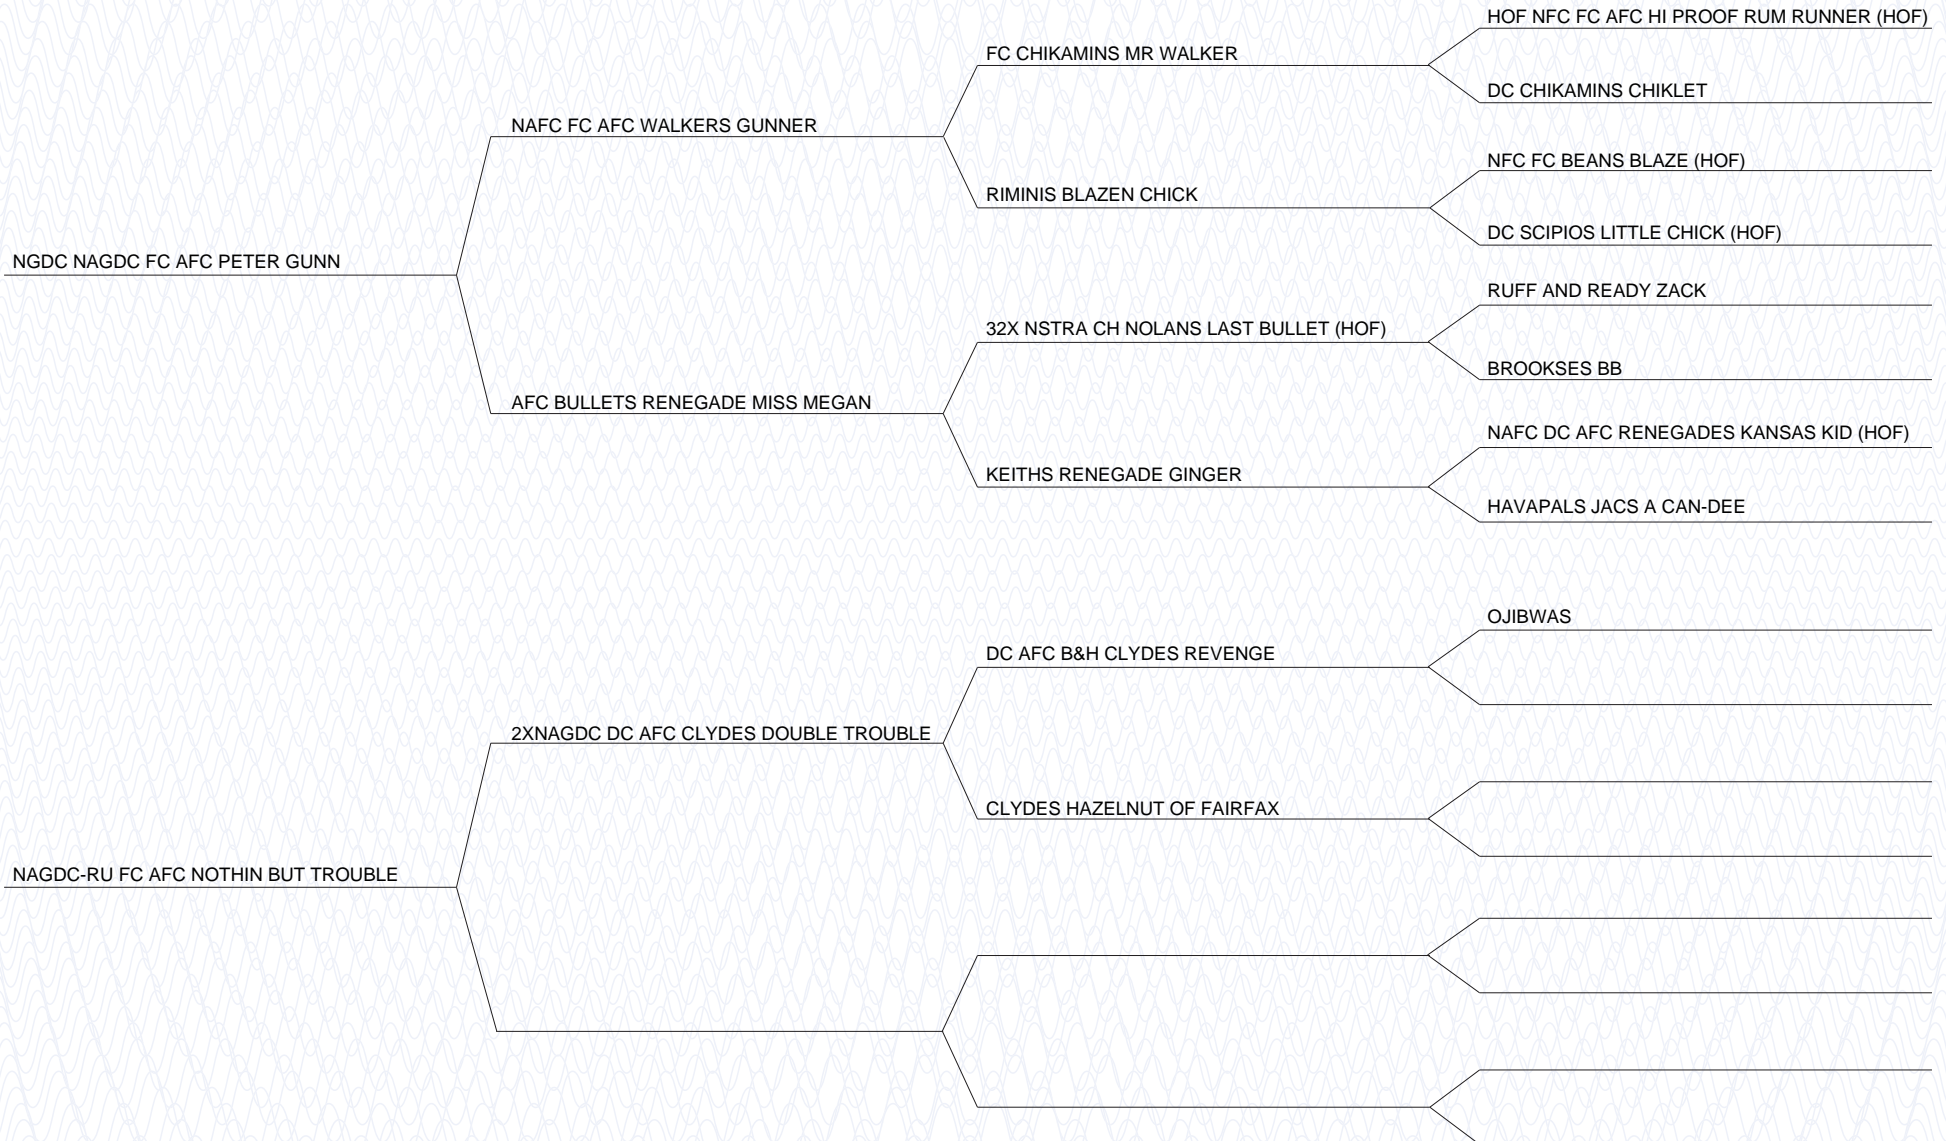 HOF NFC FC AFC HI PROOF RUM RUNNER (HOF)
FC CHIKAMINS MR WALKER
DC CHIKAMINS CHIKLET
NAFC FC AFC WALKERS GUNNER
NFC FC BEANS BLAZE (HOF)
RIMINIS BLAZEN CHICK
DC SCIPIOS LITTLE CHICK (HOF)
NGDC NAGDC FC AFC PETER GUNN
RUFF AND READY ZACK
32X NSTRA CH NOLANS LAST BULLET (HOF)
BROOKSES BB
AFC BULLETS RENEGADE MISS MEGAN
NAFC DC AFC RENEGADES KANSAS KID (HOF)
KEITHS RENEGADE GINGER
HAVAPALS JACS A CAN-DEE
OJIBWAS
DC AFC B&H CLYDES REVENGE
2XNAGDC DC AFC CLYDES DOUBLE TROUBLE
CLYDES HAZELNUT OF FAIRFAX
NAGDC-RU FC AFC NOTHIN BUT TROUBLE